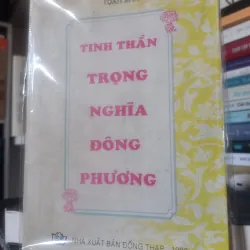 TINH THẦN
TRỌNG
NGHĨA
ĐÔNG
PHƯƠNG
NHÀ XUẤT BẢN ĐỒNG THÁP